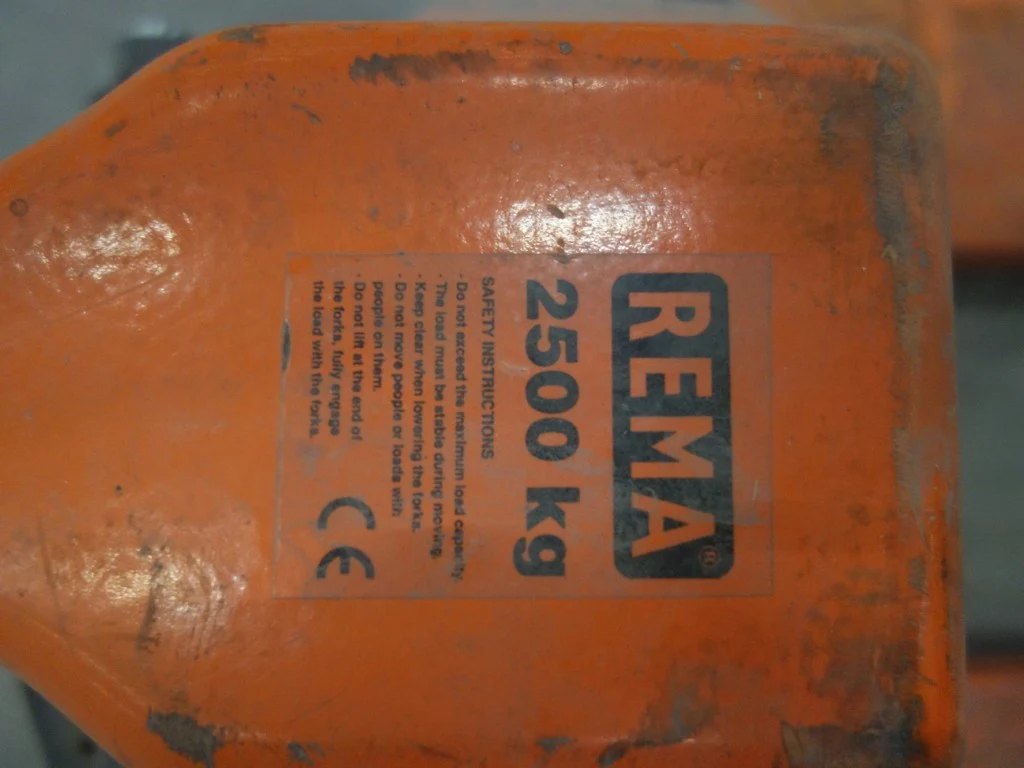 REMA®
2500 kg
SAFETY INSTRUCTIONS
· Do not exceed the maximum load capacity.
· The load must be stable during moving.
· Keep clear when lowering the forks.
· Do not move people or loads with
people on them.
· Do not lift at the end of
the forks, fully engage
the load with the forks.
CE